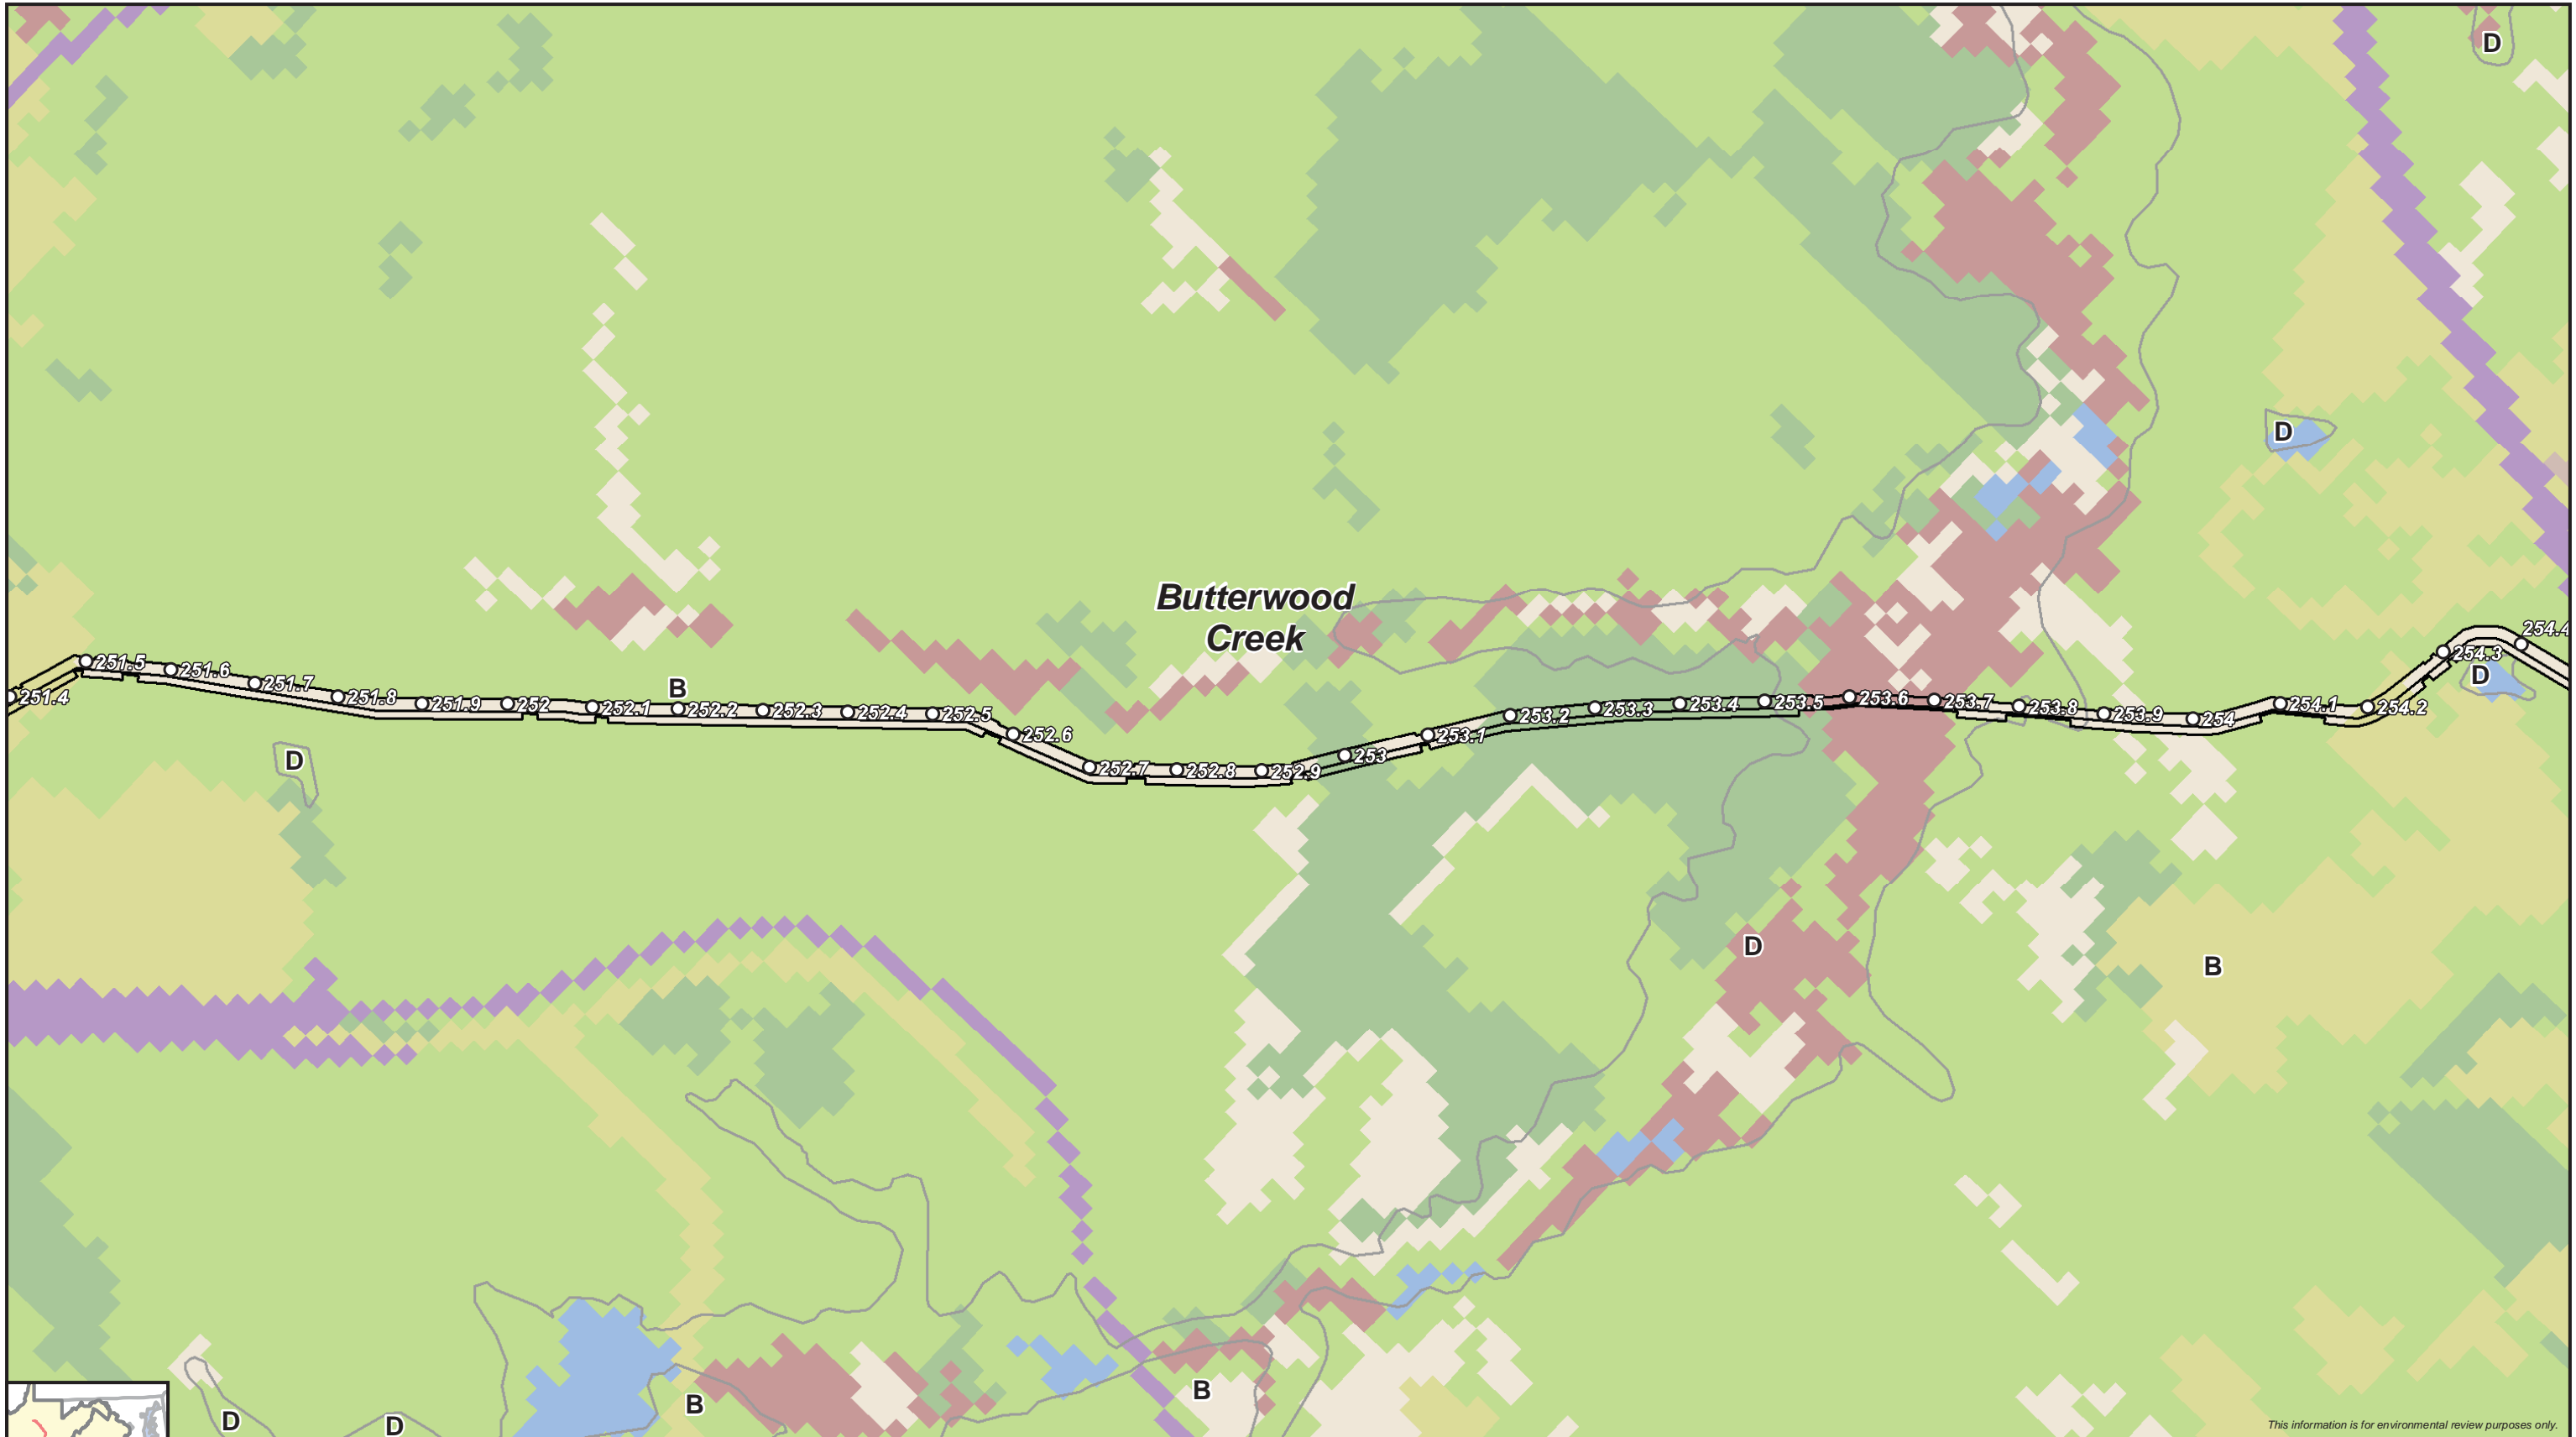 D
D
Butterwood
Creek
254.4
251.5
251.6
254.3
D
251.7
B
251.4
251.8
251.9
252
252.1
252.2
252.3
252.4
252.5
253.2
253.3
253.4
253.5
253.6
253.7
253.8
253.9
254
254.1
254.2
252.6
253.1
D
253
252.7
252.8
252.9
D
B
B
B
D
D
This information is for environmental review purposes only.